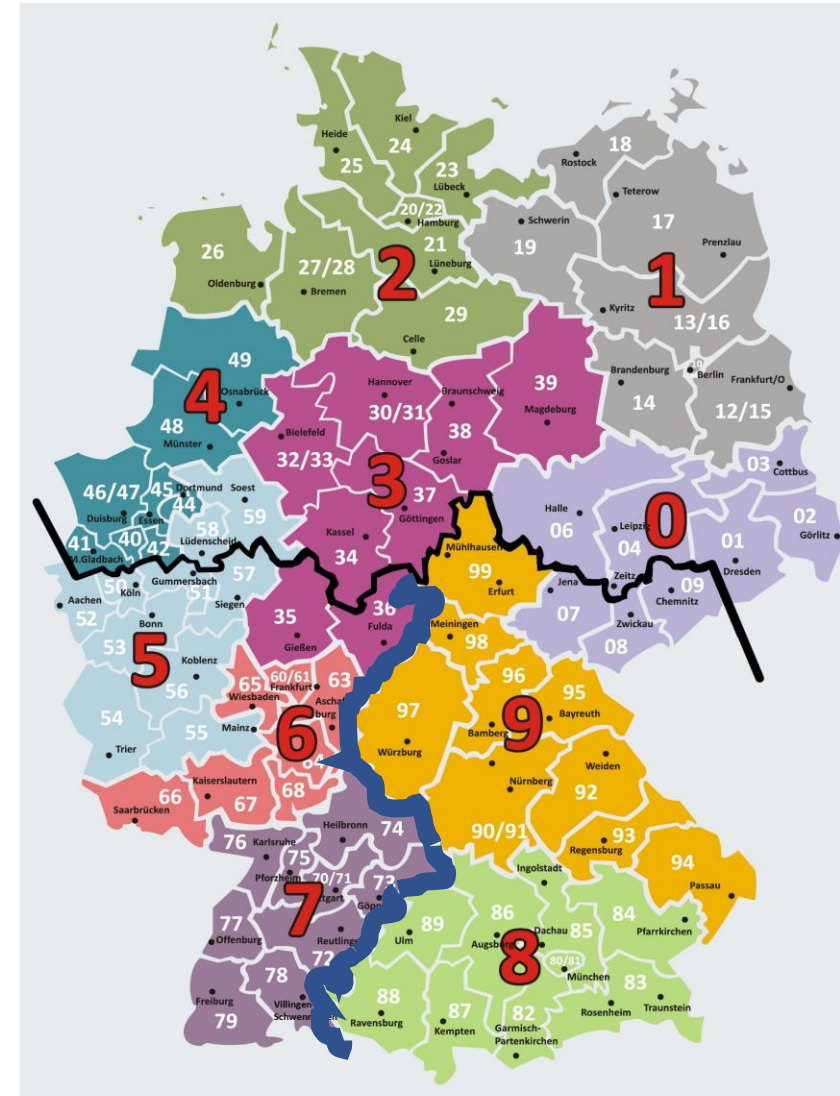 Kiel
Heide
24
25
23
Lübeck
18
Rostock
Teterow
20/22
Hamburg
Schwerin
17
26
21
19
Prenzlau
27/28
2
Lüneburg
1
Oldenburg
Bremen
29
Kyritz
13/16
Celle
49
39
Brandenburg
Berlin
Frankfurt/O
4
Osnabrück
Hannover
Braunschweig
30/31
Magdeburg
14
12/15
48
Bielefeld
38
Münster
32/33
Goslar
03
Cottbus
46/47
45
Dortmund
Soest
3
37
Halle
44
Duisburg
Essen
59
Göttingen
06
Leipzig
0
02
58
Görlitz
41
40
42
Lüdenscheid
Kassel
04
01
M.Gladbach
34
Mühlhausen
Dresden
99
Gummersbach
57
Erfurt
Jena
Zeitz
09
50
Köln
51
Chemnitz
Aachen
Siegen
36
07
52
Bonn
35
Fulda
Meiningen
Zwickau
53
Gießen
98
08
5
Koblenz
60/61
63
96
65
Frankfurt
56
Wiesbaden
95
54
55
Mainz
6
97
Bamberg
9
Bayreuth
Trier
Würzburg
64
Weiden
Kaiserslautern
68
Nürnberg
92
66
67
Saarbrücken
74
90/91
93
Heilbronn
76
Karlsruhe
Regensburg
94
75
Ingolstadt
Pforzheim
70/71
73
Passau
7
86
84
77
89
85
Pfarrkirchen
Offenburg
Ulm
Augsburg
Dachau
72
8
80/81
78
München
83
88
87
82
Freiburg
Villingen
Rosenheim
Traunstein
79
Ravensburg
Kempten
Garmisch-
Partenkirchen